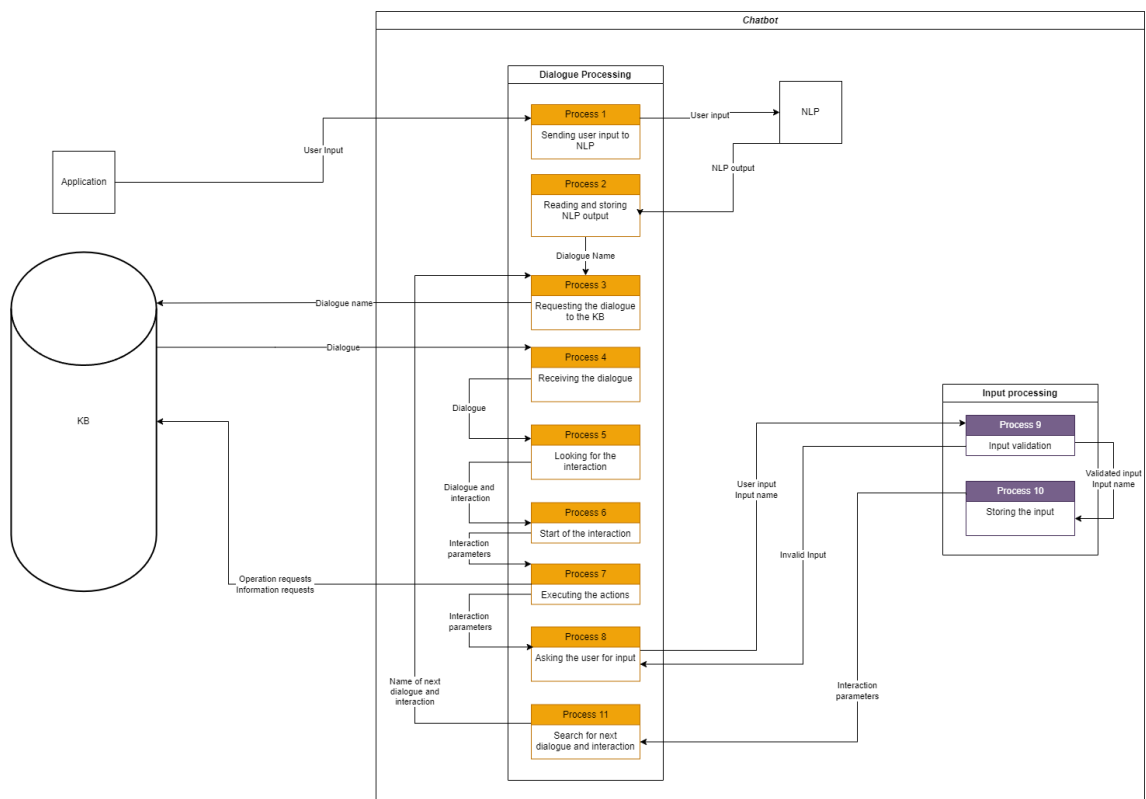 Chatbot
Dialogue Processing
Process 1
Sending user input to
NLP
User input
NLP
User Input
Application
NLP output
Process 2
Reading and storing
NLP output
Dialogue Name
Process 3
Requesting the dialogue
to the KB
Dialogue name
Dialogue
Process 4
Receiving the dialogue
KB
Dialogue
Process 5
Looking for the
interaction
Dialogue and
interaction
Process 6
Start of the interaction
Interaction
parameters
Process 7
Executing the actions
Operation requests
Information requests
Interaction
parameters
Process 8
Asking the user for input
Name of next
dialogue and
interaction
Process 11
Search for next
dialogue and interaction
Input processing
Process 9
Input validation
User input
Input name
Validated input
Input name
Process 10
Storing the input
Invalid Input
Interaction
parameters